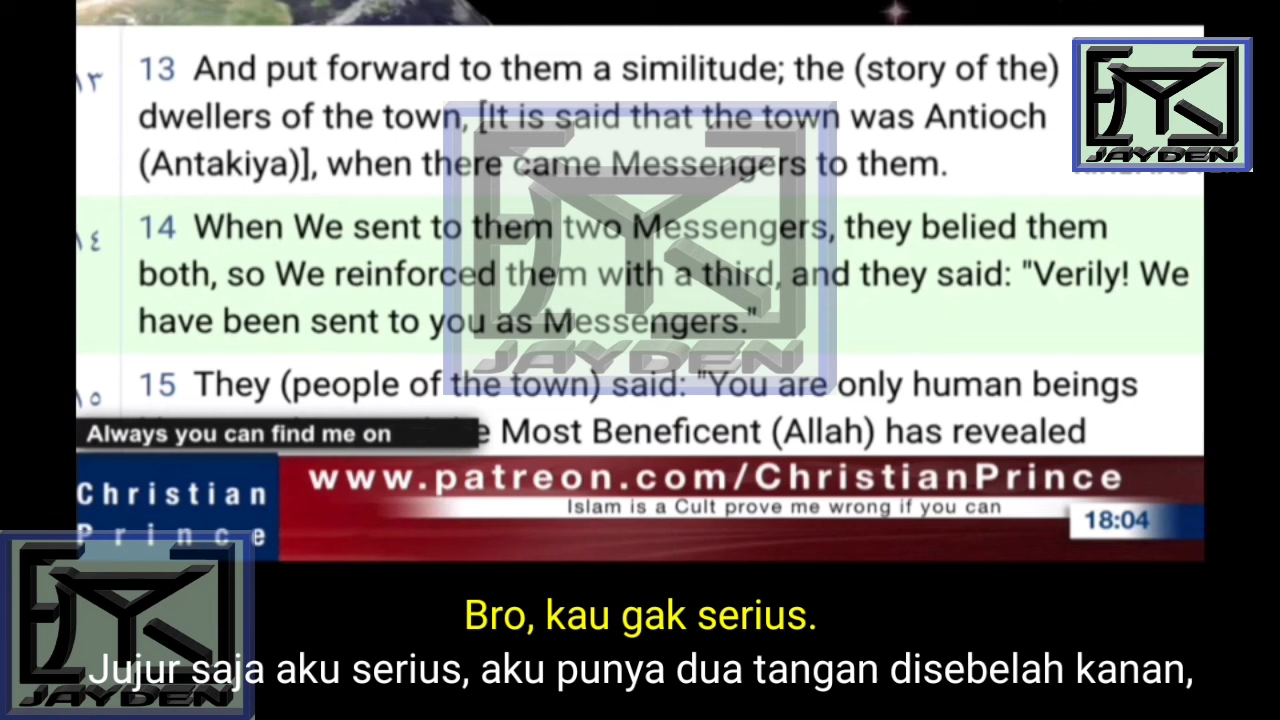 ١٣
13 And put forward to them a similitude; the (story of the)
dwellers of the town, [It is said that the town was Antioch
(Antakiya)], when there came Messengers to them.
١٤
14 When We sent to them two Messengers, they belied them
both, so We reinforced them with a third, and they said: "Verily! We
have been sent to you as Messengers."
١٥
15 They (people of the town) said: "You are only human beings
Most Beneficent (Allah) has revealed
Always you can find me on
www.patreon.com/ChristianPrince
Islam is a Cult prove me wrong if you can
Christian
Prince
18:04
JAYDEN
JAYDEN
JAYDEN
Bro, kau gak serius.
Jujur saja aku serius, aku punya dua tangan disebelah kanan,